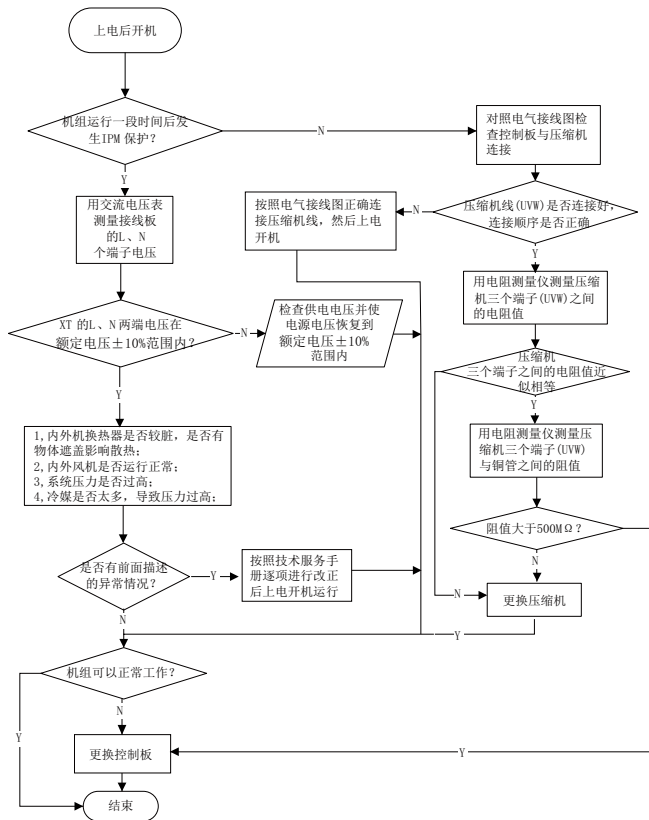 上电后开机
机组运行一段时间后发
生IPM 保护？
N
对照电气接线图检
查控制板与压缩机
连接
Y
用交流电压表
测量接线板
的L、N
个端子电压
按照电气接线图正确连
接压缩机线，然后上电
开机
N
压缩机线(UVW)是否连接好，
连接顺序是否正确
Y
用电阻测量仪测量压缩
机三个端子(UVW)之间
的电阻值
XT 的L、N 两端电压在
额定电压±10%范围内？
N
检查供电电压并使
电源电压恢复到
额定电压±10%
范围内
压缩机
三个端子之间的电阻值近
似相等
Y
Y
1,内外机换热器是否较脏，是否有
物体遮盖影响散热；
2,内外风机是否运行正常；
3,系统压力是否过高；
4,冷媒是否太多，导致压力过高；
用电阻测量仪测量压
缩机三个端子(UVW)
与铜管之间的阻值
阻值大于500MΩ？
N
是否有前面描述
的异常情况？
Y
按照技术服务手
册逐项进行改正
后上电开机运行
N
更换压缩机
N
Y
机组可以正常工作？
N
Y
更换控制板
Y
结束